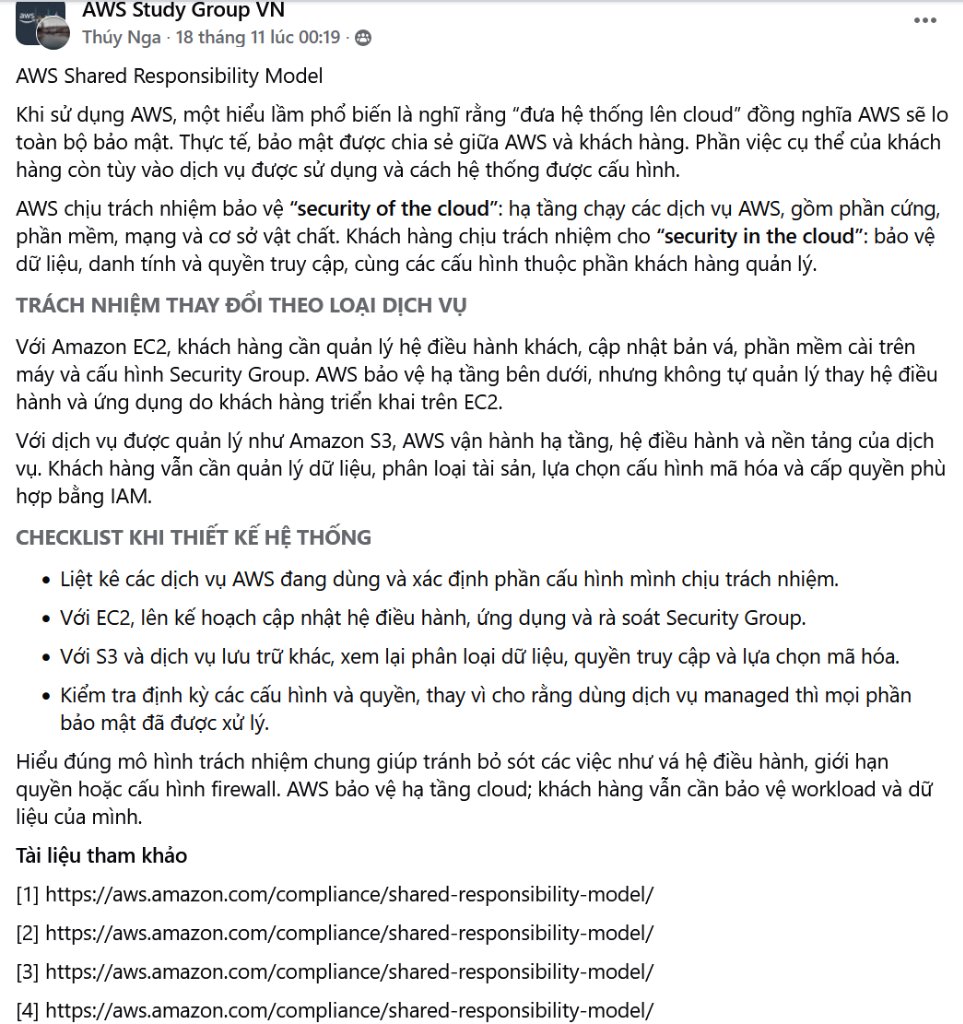 aws
AWS Study Group VN
Thúy Nga · 18 tháng 11 lúc 00:19 ·
AWS Shared Responsibility Model
Khi sử dụng AWS, một hiểu lầm phổ biến là nghĩ rằng “đưa hệ thống lên cloud” đồng nghĩa AWS sẽ lo
toàn bộ bảo mật. Thực tế, bảo mật được chia sẻ giữa AWS và khách hàng. Phần việc cụ thể của khách
hàng còn tùy vào dịch vụ được sử dụng và cách hệ thống được cấu hình.
AWS chịu trách nhiệm bảo vệ “security of the cloud”: hạ tầng chạy các dịch vụ AWS, gồm phần cứng,
phần mềm, mạng và cơ sở vật chất. Khách hàng chịu trách nhiệm cho “security in the cloud”: bảo vệ
dữ liệu, danh tính và quyền truy cập, cùng các cấu hình thuộc phần khách hàng quản lý.
TRÁCH NHIỆM THAY ĐỔI THEO LOẠI DỊCH VỤ
Với Amazon EC2, khách hàng cần quản lý hệ điều hành khách, cập nhật bản vá, phần mềm cài trên
máy và cấu hình Security Group. AWS bảo vệ hạ tầng bên dưới, nhưng không tự quản lý thay hệ điều
hành và ứng dụng do khách hàng triển khai trên EC2.
Với dịch vụ được quản lý như Amazon S3, AWS vận hành hạ tầng, hệ điều hành và nền tảng của dịch
vụ. Khách hàng vẫn cần quản lý dữ liệu, phân loại tài sản, lựa chọn cấu hình mã hóa và cấp quyền phù
hợp bằng IAM.
CHECKLIST KHI THIẾT KẾ HỆ THỐNG
• Liệt kê các dịch vụ AWS đang dùng và xác định phần cấu hình mình chịu trách nhiệm.
• Với EC2, lên kế hoạch cập nhật hệ điều hành, ứng dụng và rà soát Security Group.
• Với S3 và dịch vụ lưu trữ khác, xem lại phân loại dữ liệu, quyền truy cập và lựa chọn mã hóa.
• Kiểm tra định kỳ các cấu hình và quyền, thay vì cho rằng dùng dịch vụ managed thì mọi phần
bảo mật đã được xử lý.
Hiểu đúng mô hình trách nhiệm chung giúp tránh bỏ sót các việc như vá hệ điều hành, giới hạn
quyền hoặc cấu hình firewall. AWS bảo vệ hạ tầng cloud; khách hàng vẫn cần bảo vệ workload và dữ
liệu của mình.
Tài liệu tham khảo
[1] https://aws.amazon.com/compliance/shared-responsibility-model/
[2] https://aws.amazon.com/compliance/shared-responsibility-model/
[3] https://aws.amazon.com/compliance/shared-responsibility-model/
[4] https://aws.amazon.com/compliance/shared-responsibility-model/